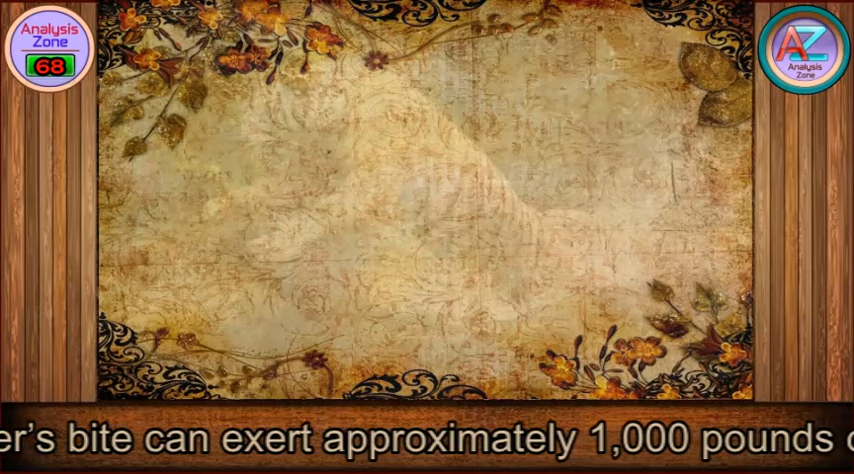 Analysis
Zone
68
AZ
Analysis
Zone
er's bite can exert approximately 1,000 pounds